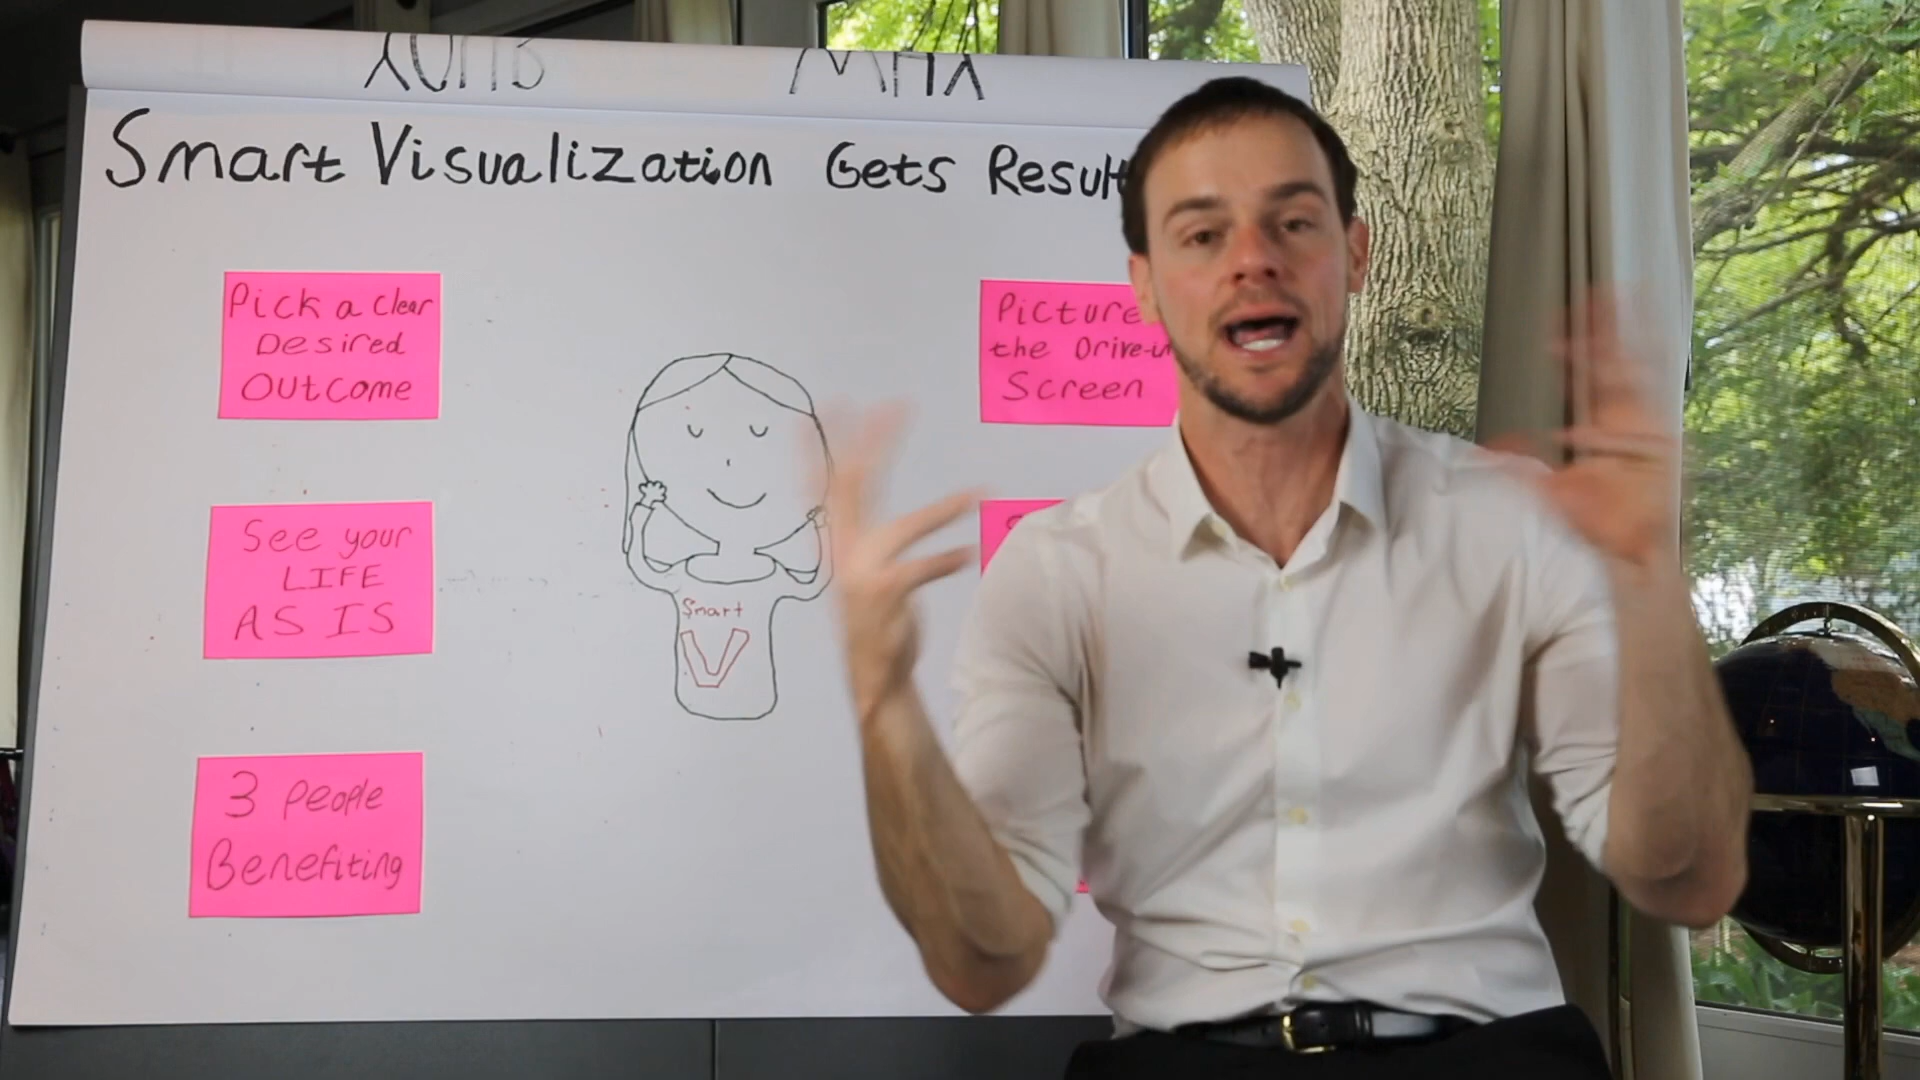 Smart Visualization Gets Result
Pick a clear
Desired
Outcome
Picture
the Drive-in
Screen
See your
LIFE
AS IS
Smart
V
3 People
Benefiting